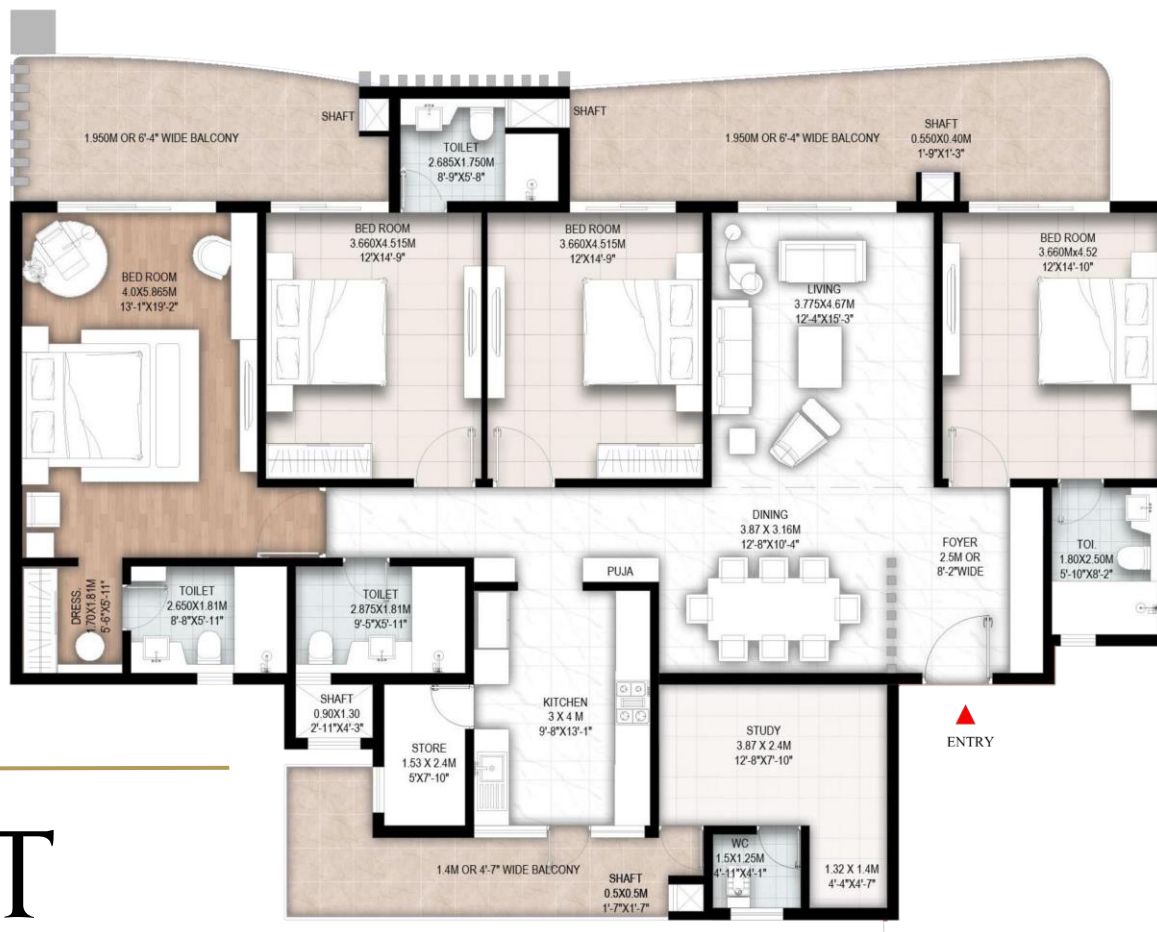 SHAFT
SHAFT
1.950M OR 6'-4" WIDE BALCONY
TOILET
2.685X1.750M
8'-9"X5'-8"
1.950M OR 6'-4" WIDE BALCONY
SHAFT
0.550X0.40M
1'-9"X1'-3"
BED ROOM
4.0X5.865M
13'-1"X19'-2"
BED ROOM
3.660X4.515M
12'X14'-9"
BED ROOM
3.660X4.515M
12'X14'-9"
LIVING
3.775X4.67M
12'-4"X15'-3"
BED ROOM
3.660Mx4.52
12'X14'-10"
DINING
3.87 X 3.16M
12'-8"X10'-4"
FOYER
2.5M OR
8'-2"WIDE
TOI.
1.80X2.50M
5'-10"X8'-2"
PUJA
DRESS.
1.70X1.81M
5'-6"X5'-11"
TOILET
2.650X1.81M
8'-8"X5'-11"
TOILET
2.875X1.81M
9'-5"X5'-11"
SHAFT
0.90X1.30
2'-11"X4'-3"
STORE
1.53 X 2.4M
5'X7'-10"
KITCHEN
3 X 4 M
9'-8"X13'-1"
STUDY
3.87 X 2.4M
12'-8"X7'-10"
ENTRY
1.4M OR 4'-7" WIDE BALCONY
SHAFT
0.5X0.5M
1'-7"X1'-7"
WC
1.5X1.25M
4'-11"X4'-1"
1.32 X 1.4M
4'-4"X4'-7"
T